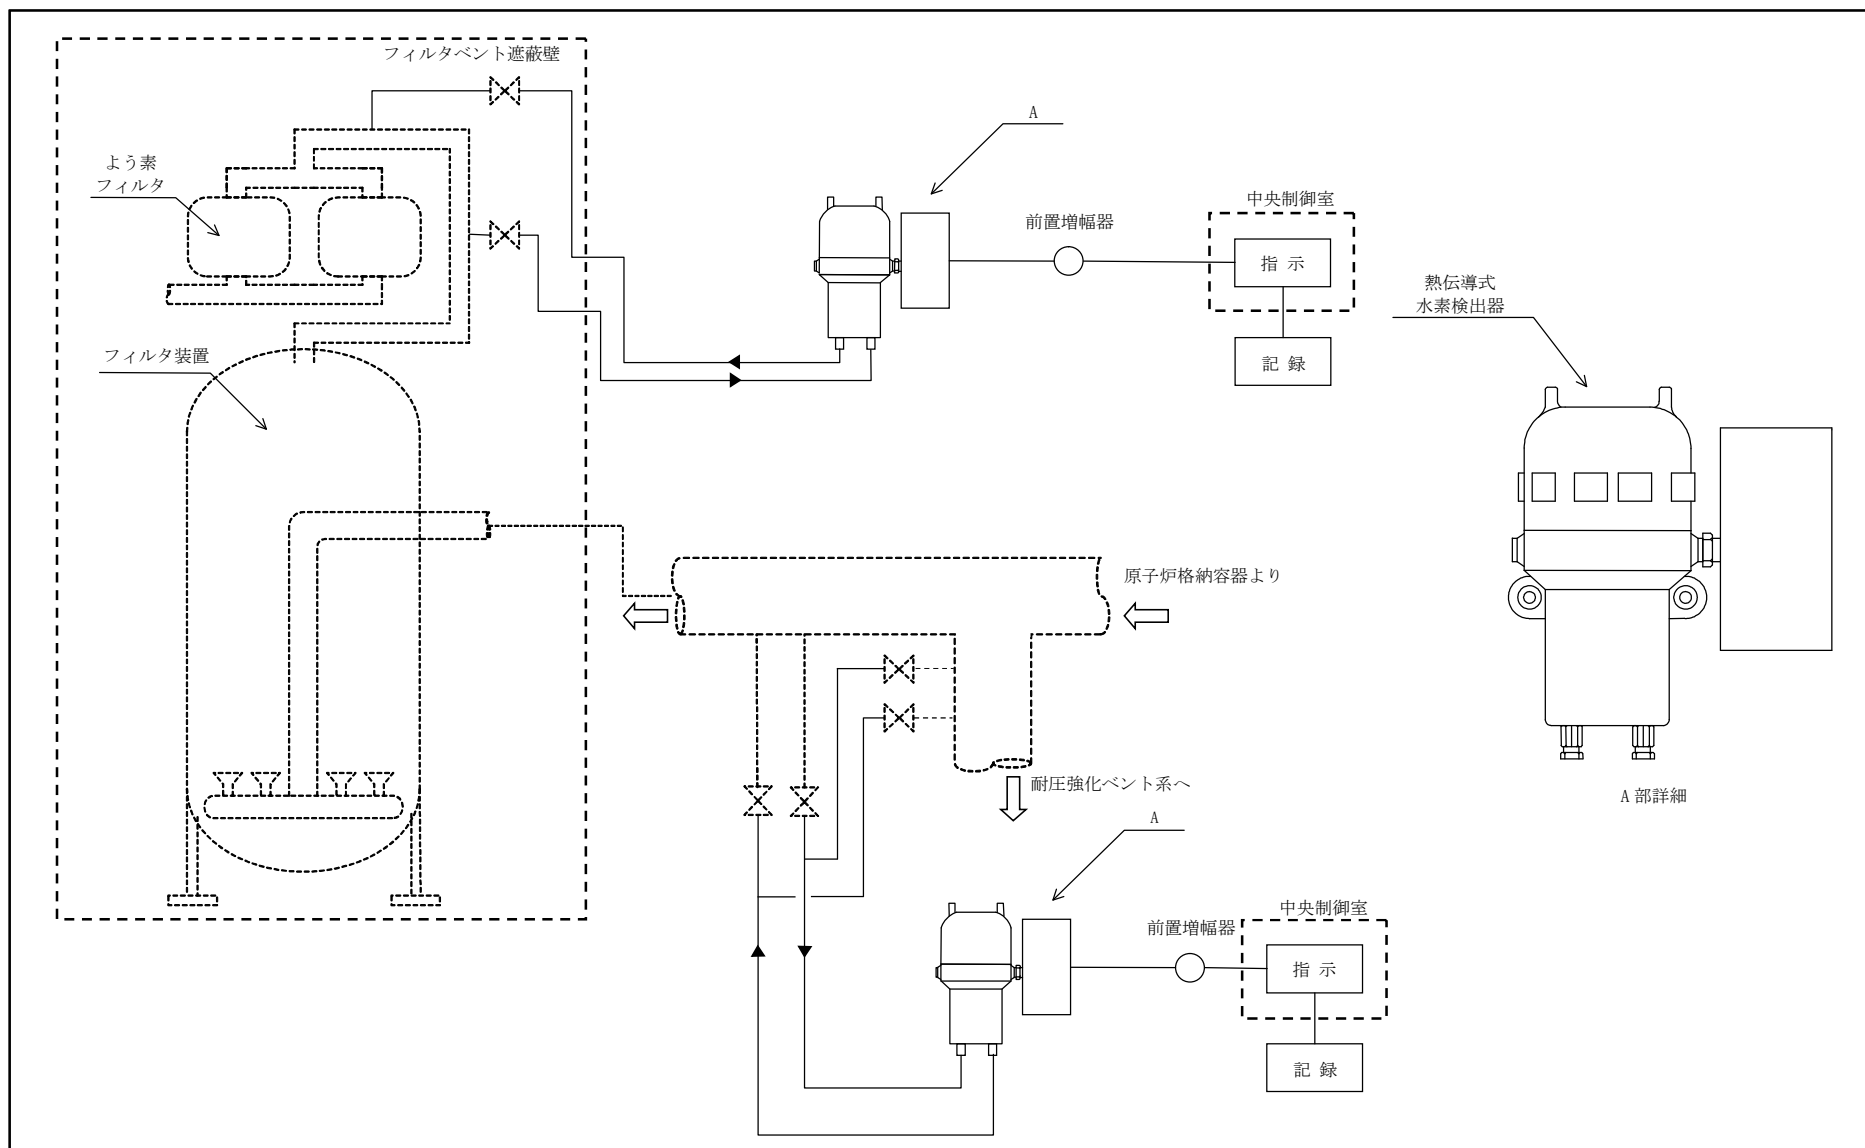 フィルタベント遮蔽壁
よう素
フィルタ
フィルタ装置
A
前置増幅器
中央制御室
指 示
記 録
熱伝導式
水素検出器
原子炉格納容器より
耐圧強化ベント系へ
A 部詳細
A
前置増幅器
中央制御室
指 示
記 録